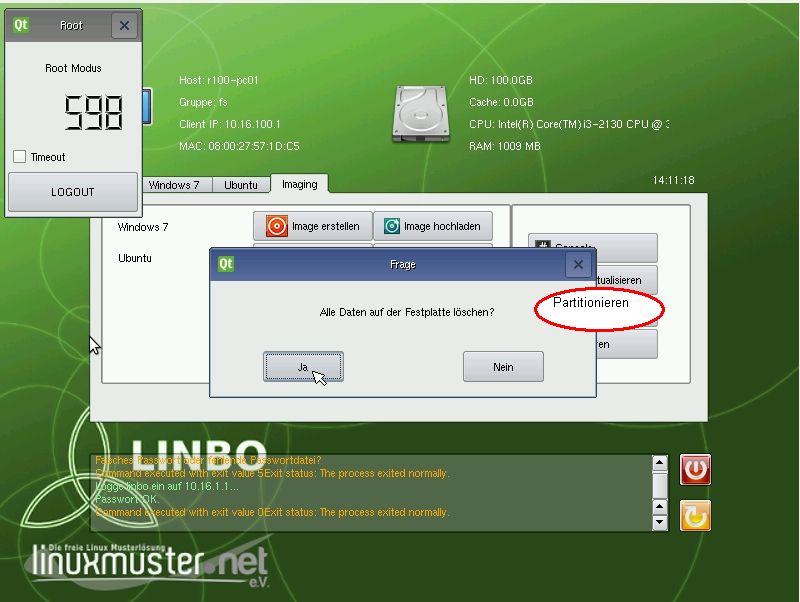 Root
Root Modus
598
Timeout
LOGOUT
Host: r100-pc01
Gruppe: fs
Client IP: 10.16.100.1
MAC: 08:00:27:57:1D:C5
HD: 100.0GB
Cache: 0.0GB
CPU: Intel(R) Core(TM) i3-2130 CPU @ 3
RAM: 1009 MB
14:11:18
Windows 7
Ubuntu
Imaging
Windows 7
Image erstellen
Image hochladen
Ubuntu
Console
tualisieren
Partitionieren
ren
Qt
Qt
Frage
Alle Daten auf der Festplatte löschen?
Ja
Nein
LINBO
Falsches Passwort oder fehlende Passwortdatei?
Command executed with exit value 5Exit status: The process exited normally.
Logge linbo ein auf 10.16.1.1...
Passwort OK.
Command executed with exit value 0Exit status: The process exited normally.
Die freie Linux Musterlösung
linuxmuster.net
e.V.